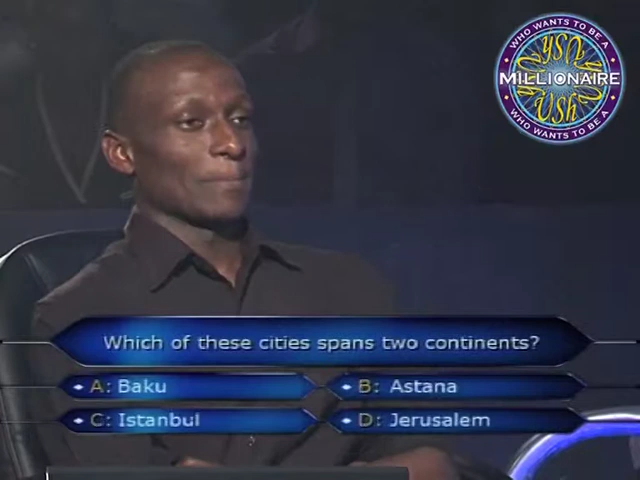 WHO WANTS TO BE A
MILLIONAIRE
USh
WHO WANTS TO BE A
Which of these cities spans two continents?
A: Baku
B: Astana
C: Istanbul
D: Jerusalem